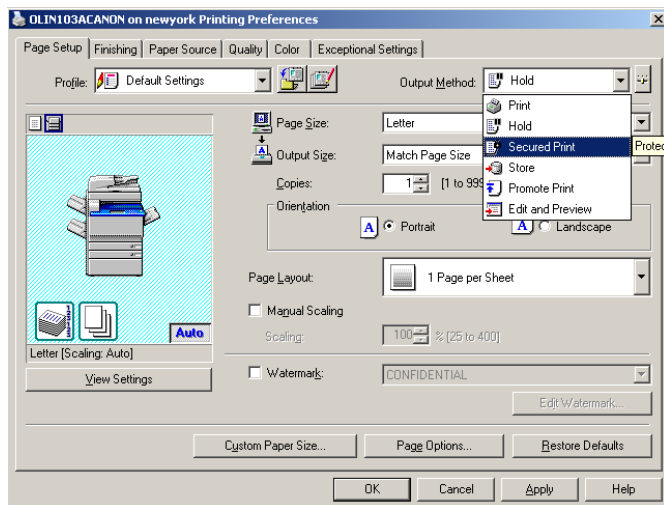 OLIN103ACANON on newyork Printing Preferences
Page Setup Finishing Paper Source Quality Color Exceptional Settings
Profile: Default Settings Output Method: Hold
Print
Hold
Secured Print
Store
Promote Print
Edit and Preview
Protec
Page Size: Letter
Output Size: Match Page Size
Copies: 1 [1 to 999
Orientation
A Portrait A Landscape
Page Layout: 1 Page per Sheet
Manual Scaling
Scaling: 100 % [25 to 400]
Auto
Letter [Scaling: Auto]
View Settings
Watermark: CONFIDENTIAL
Edit Watermark...
Custom Paper Size... Page Options... Restore Defaults
OK Cancel Apply Help